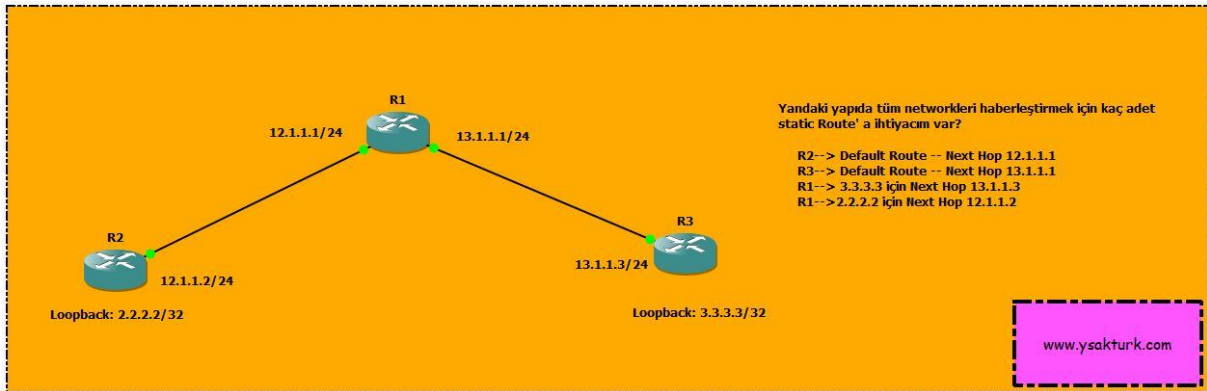 R1
12.1.1.1/24
13.1.1.1/24
Yandaki yapıda tüm networkleri haberleştirmek için kaç adet
static Route' a ihtiyacım var?
R2--> Default Route -- Next Hop 12.1.1.1
R3--> Default Route -- Next Hop 13.1.1.1
R1--> 3.3.3.3 için Next Hop 13.1.1.3
R1-->2.2.2.2 için Next Hop 12.1.1.2
R2
12.1.1.2/24
Loopback: 2.2.2.2/32
R3
13.1.1.3/24
Loopback: 3.3.3.3/32
www.ysakturk.com